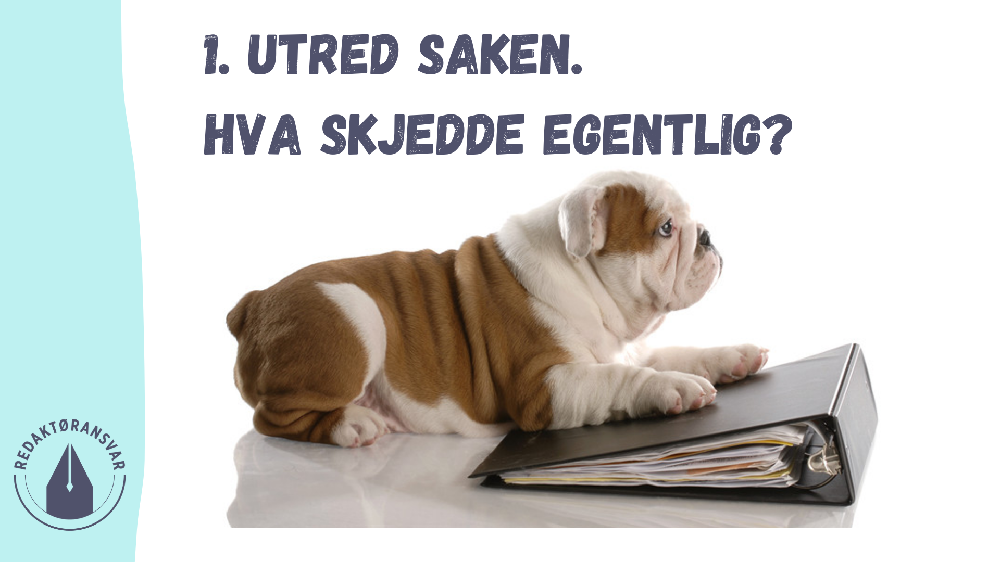 1. UTRED SAKEN.
HVA SKJEDDE EGENTLIG?
REDAKTØRANSVAR